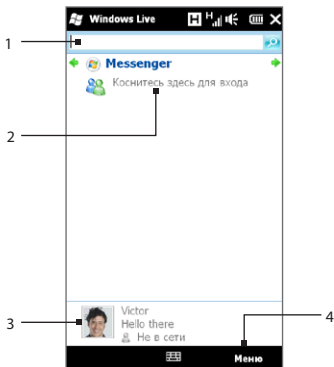 Windows Live
H H
1
Messenger
Коснитесь здесь для входа
2
Victor
3
Hello there
4
Не в сети
Меню